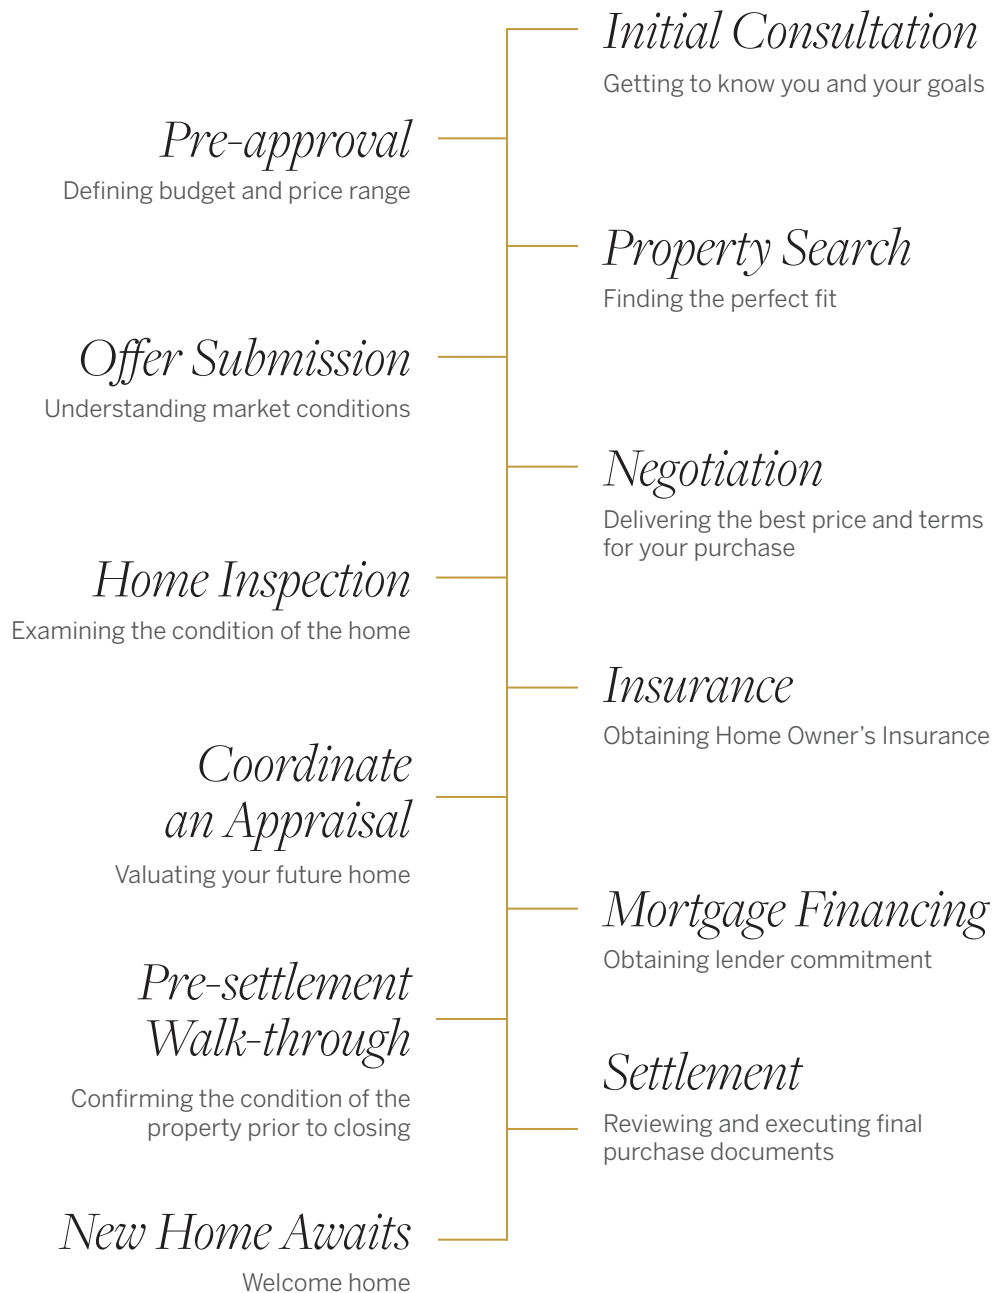 Initial Consultation
Getting to know you and your goals
Pre-approval
Defining budget and price range
Property Search
Finding the perfect fit
Offer Submission
Understanding market conditions
Negotiation
Delivering the best price and terms
for your purchase
Home Inspection
Examining the condition of the home
Insurance
Obtaining Home Owner’s Insurance
Coordinate
an Appraisal
Valuating your future home
Mortgage Financing
Obtaining lender commitment
Pre-settlement
Walk-through
Confirming the condition of the
property prior to closing
Settlement
Reviewing and executing final
purchase documents
New Home Awaits
Welcome home